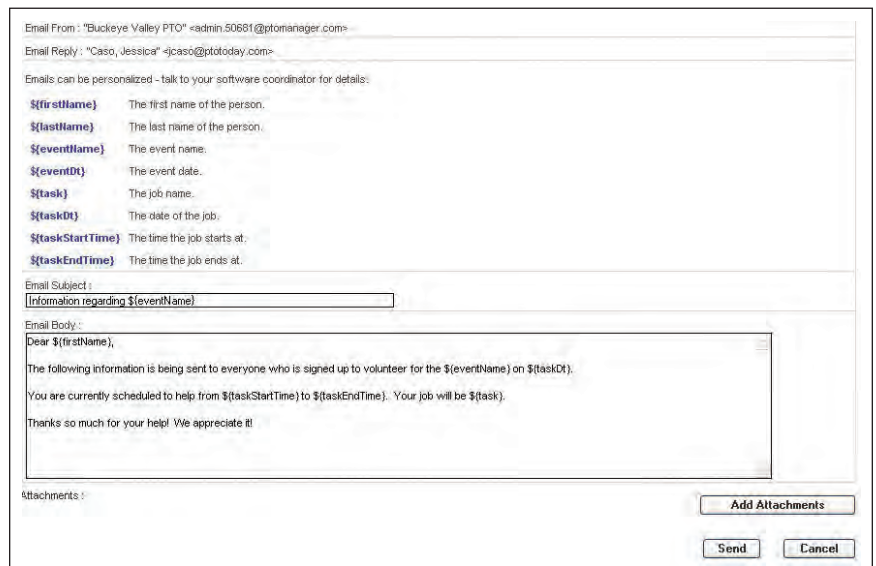 Email From : "Buckeye Valley PTO" <admin.50681@ptomanager.com>
Email Reply : "Caso, Jessica" <jcaso@ptotoday.com>
Emails can be personalized - talk to your software coordinator for details:
${firstName} The first name of the person.
${lastName} The last name of the person.
${eventName} The event name.
${eventDt} The event date.
${task} The job name.
${taskDt} The date of the job.
${taskStartTime} The time the job starts at.
${taskEndTime} The time the job ends at.
Email Subject :
Information regarding ${eventName}
Email Body :
Dear ${firstName},
The following information is being sent to everyone who is signed up to volunteer for the ${eventName} on ${taskDt}.
You are currently scheduled to help from ${taskStartTime} to ${taskEndTime}. Your job will be ${task}.
Thanks so much for your help! We appreciate it!
Attachments :
Add Attachments
Send Cancel